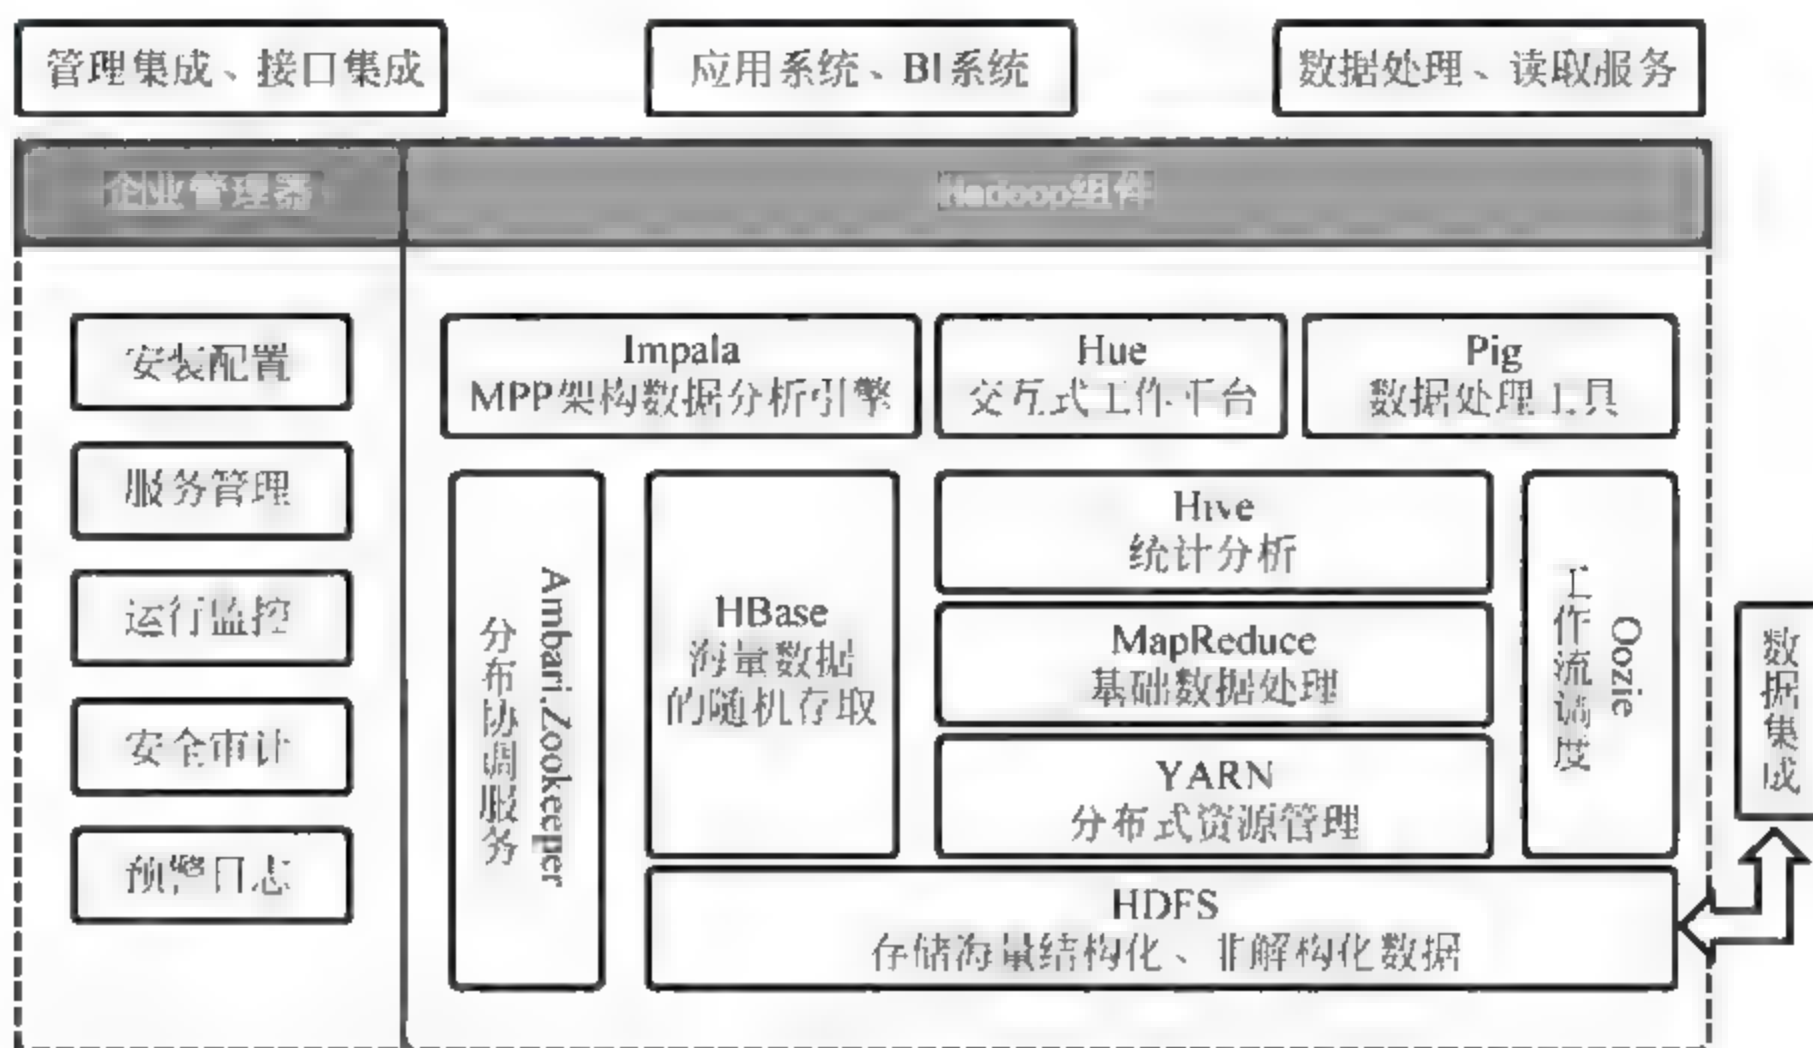 管理集成、接口集成
应用系统、BI系统
数据处理、读取服务
企业管理器
Hadoop组件
安装配置
服务管理
运行监控
安全审计
预警日志
Impala
MPP架构数据分析引擎
Hue
交互式工作平台
Pig
数据处理工具
Ambari,Zookeeper
分布协调服务
HBase
海量数据
的随机存取
Hive
统计分析
MapReduce
基础数据处理
YARN
分布式资源管理
Oozie
工作流调度
HDFS
存储海量结构化、非解构化数据
数据集成